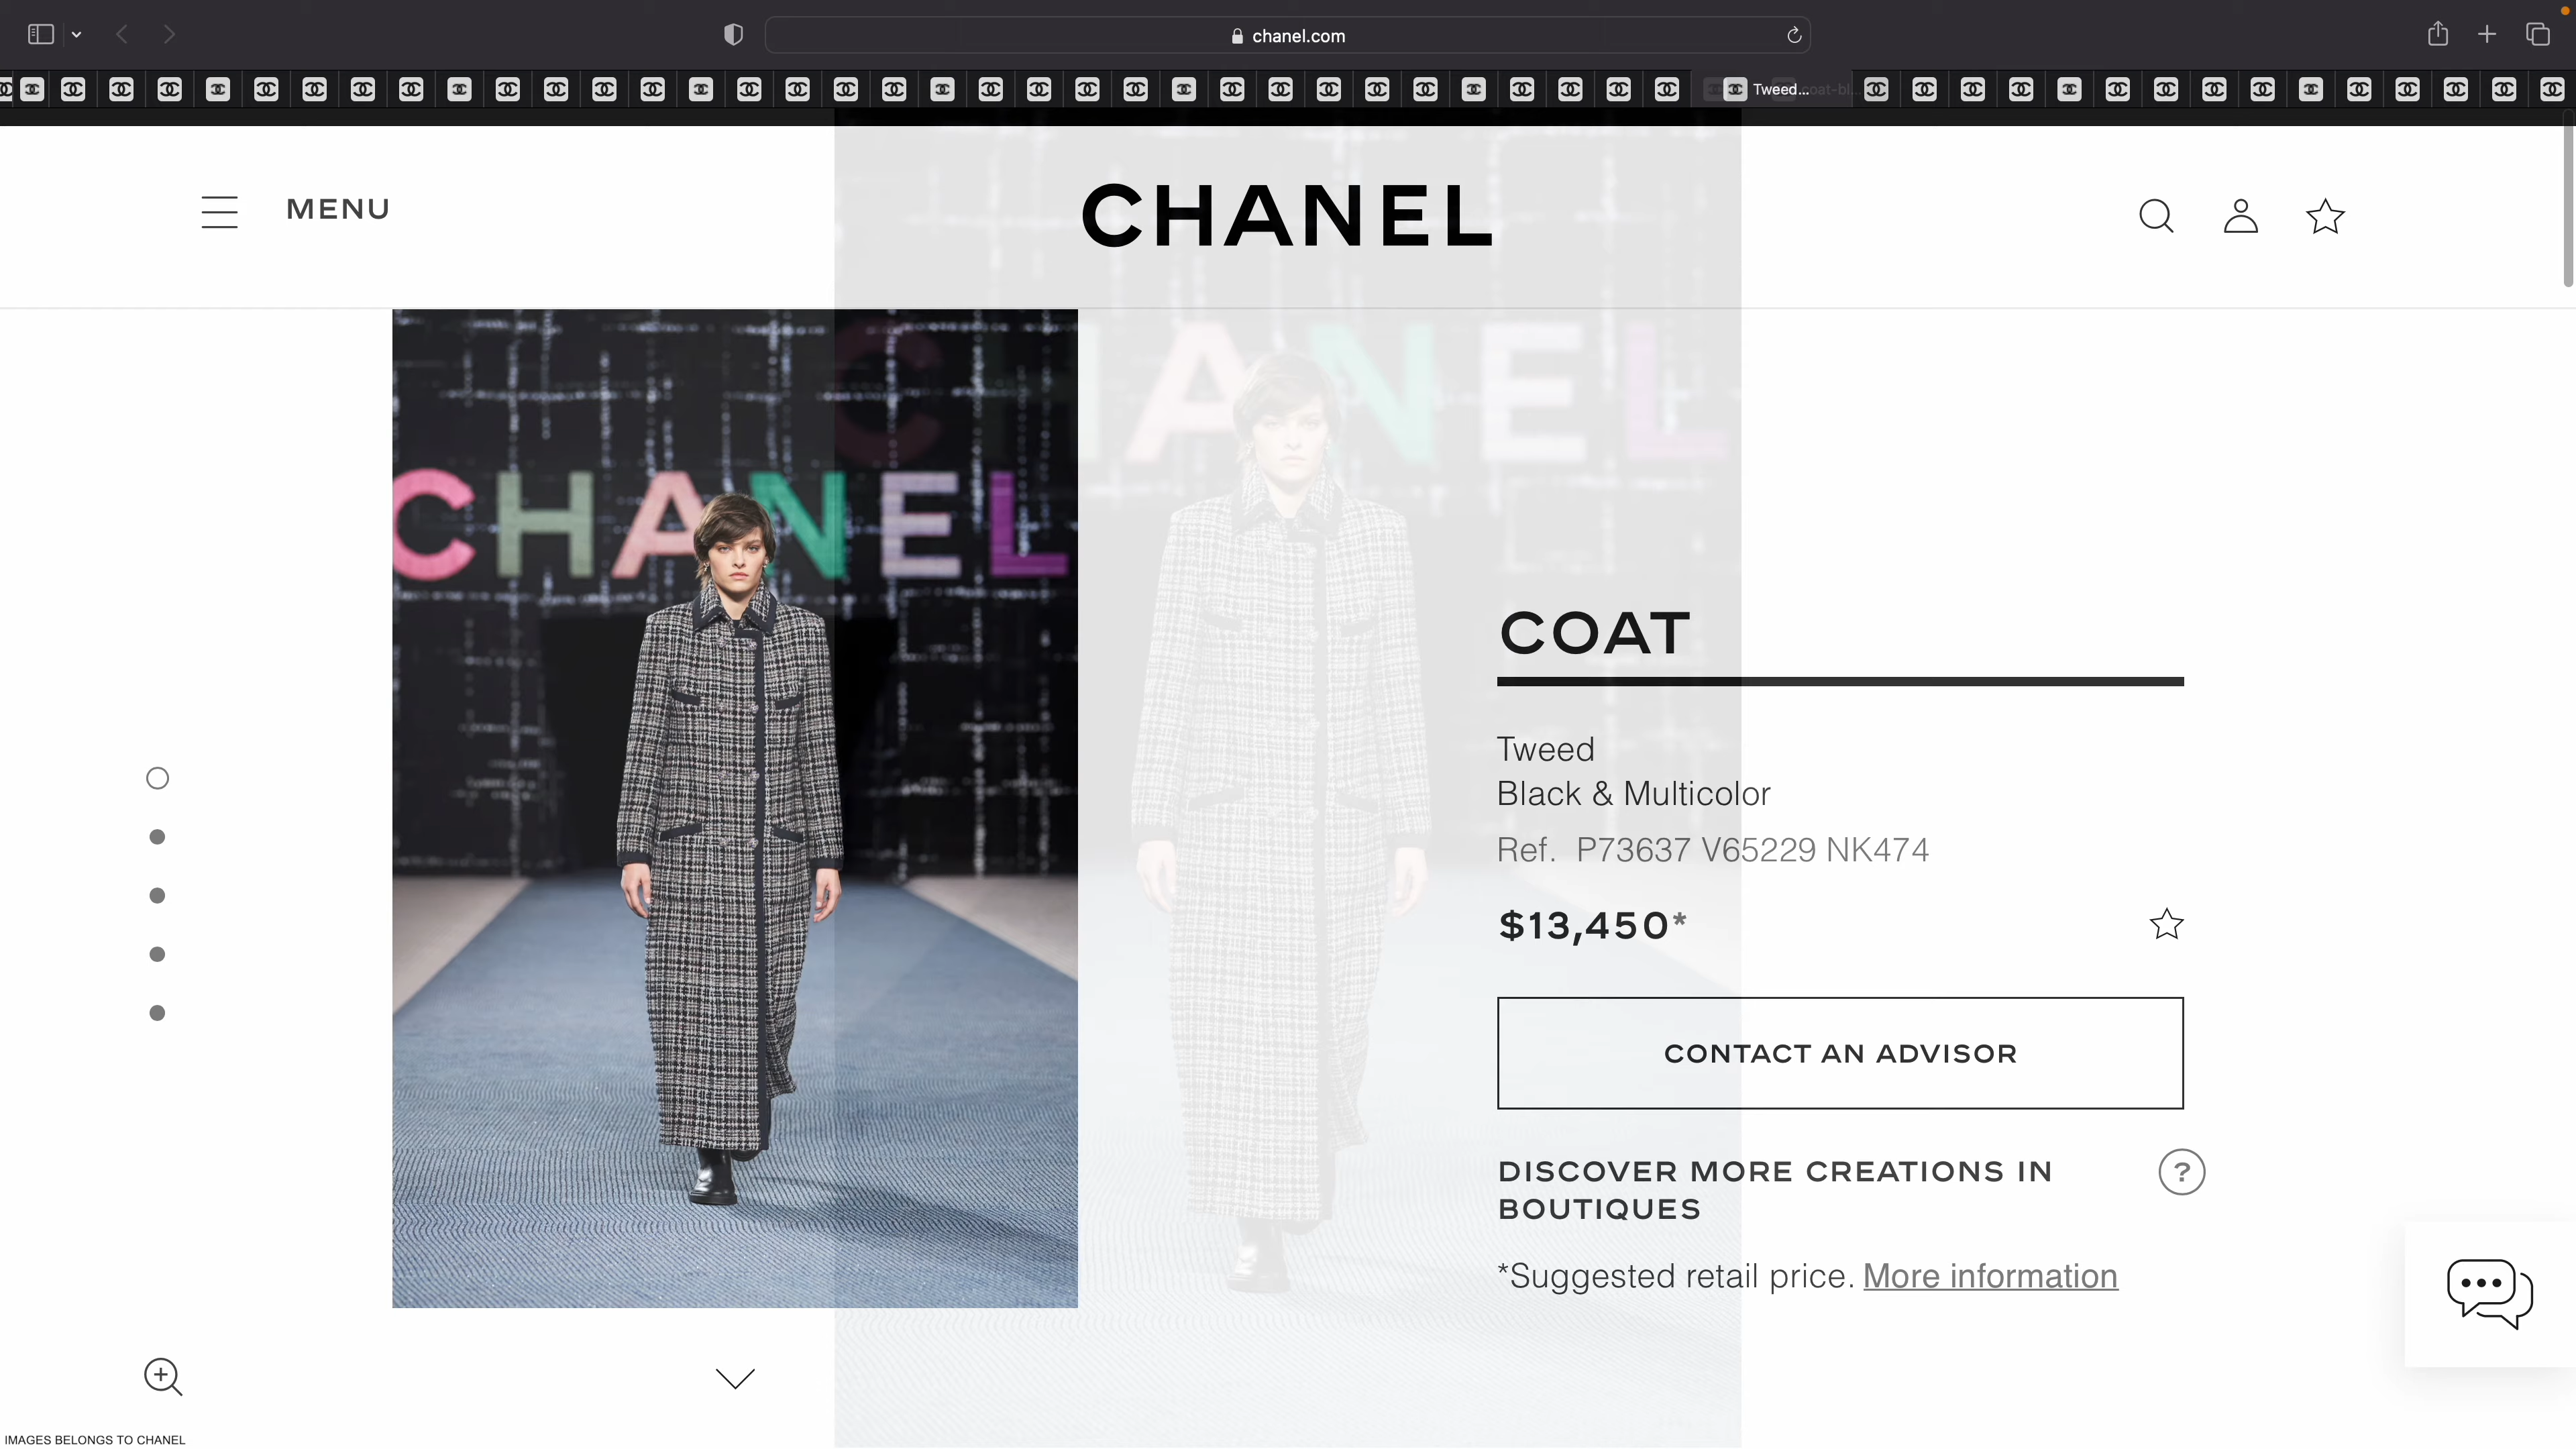 chanel.com
Tweed...
MENU
CHANEL
CHANEL
CHANEL
COAT
Tweed
Black & Multicolor
Ref. P73637 V65229 NK474
$13,450*
CONTACT AN ADVISOR
DISCOVER MORE CREATIONS IN
BOUTIQUES
?
*Suggested retail price. More information
IMAGES BELONGS TO CHANEL